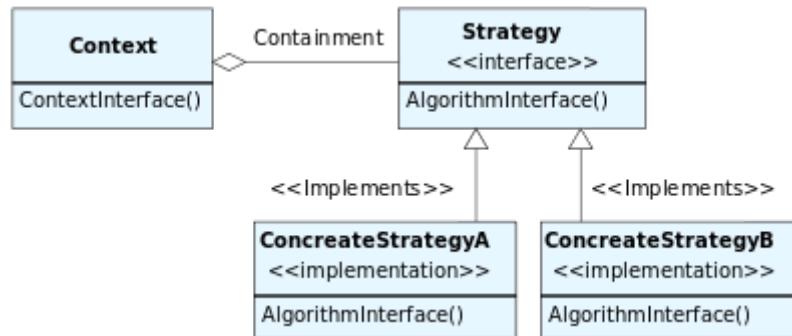 Context
ContextInterface()
Containment
Strategy
<<interface>>
AlgorithmInterface()
<<Implements>>
<<Implements>>
ConcreateStrategyA
<<implementation>>
AlgorithmInterface()
ConcreateStrategyB
<<implementation>>
AlgorithmInterface()